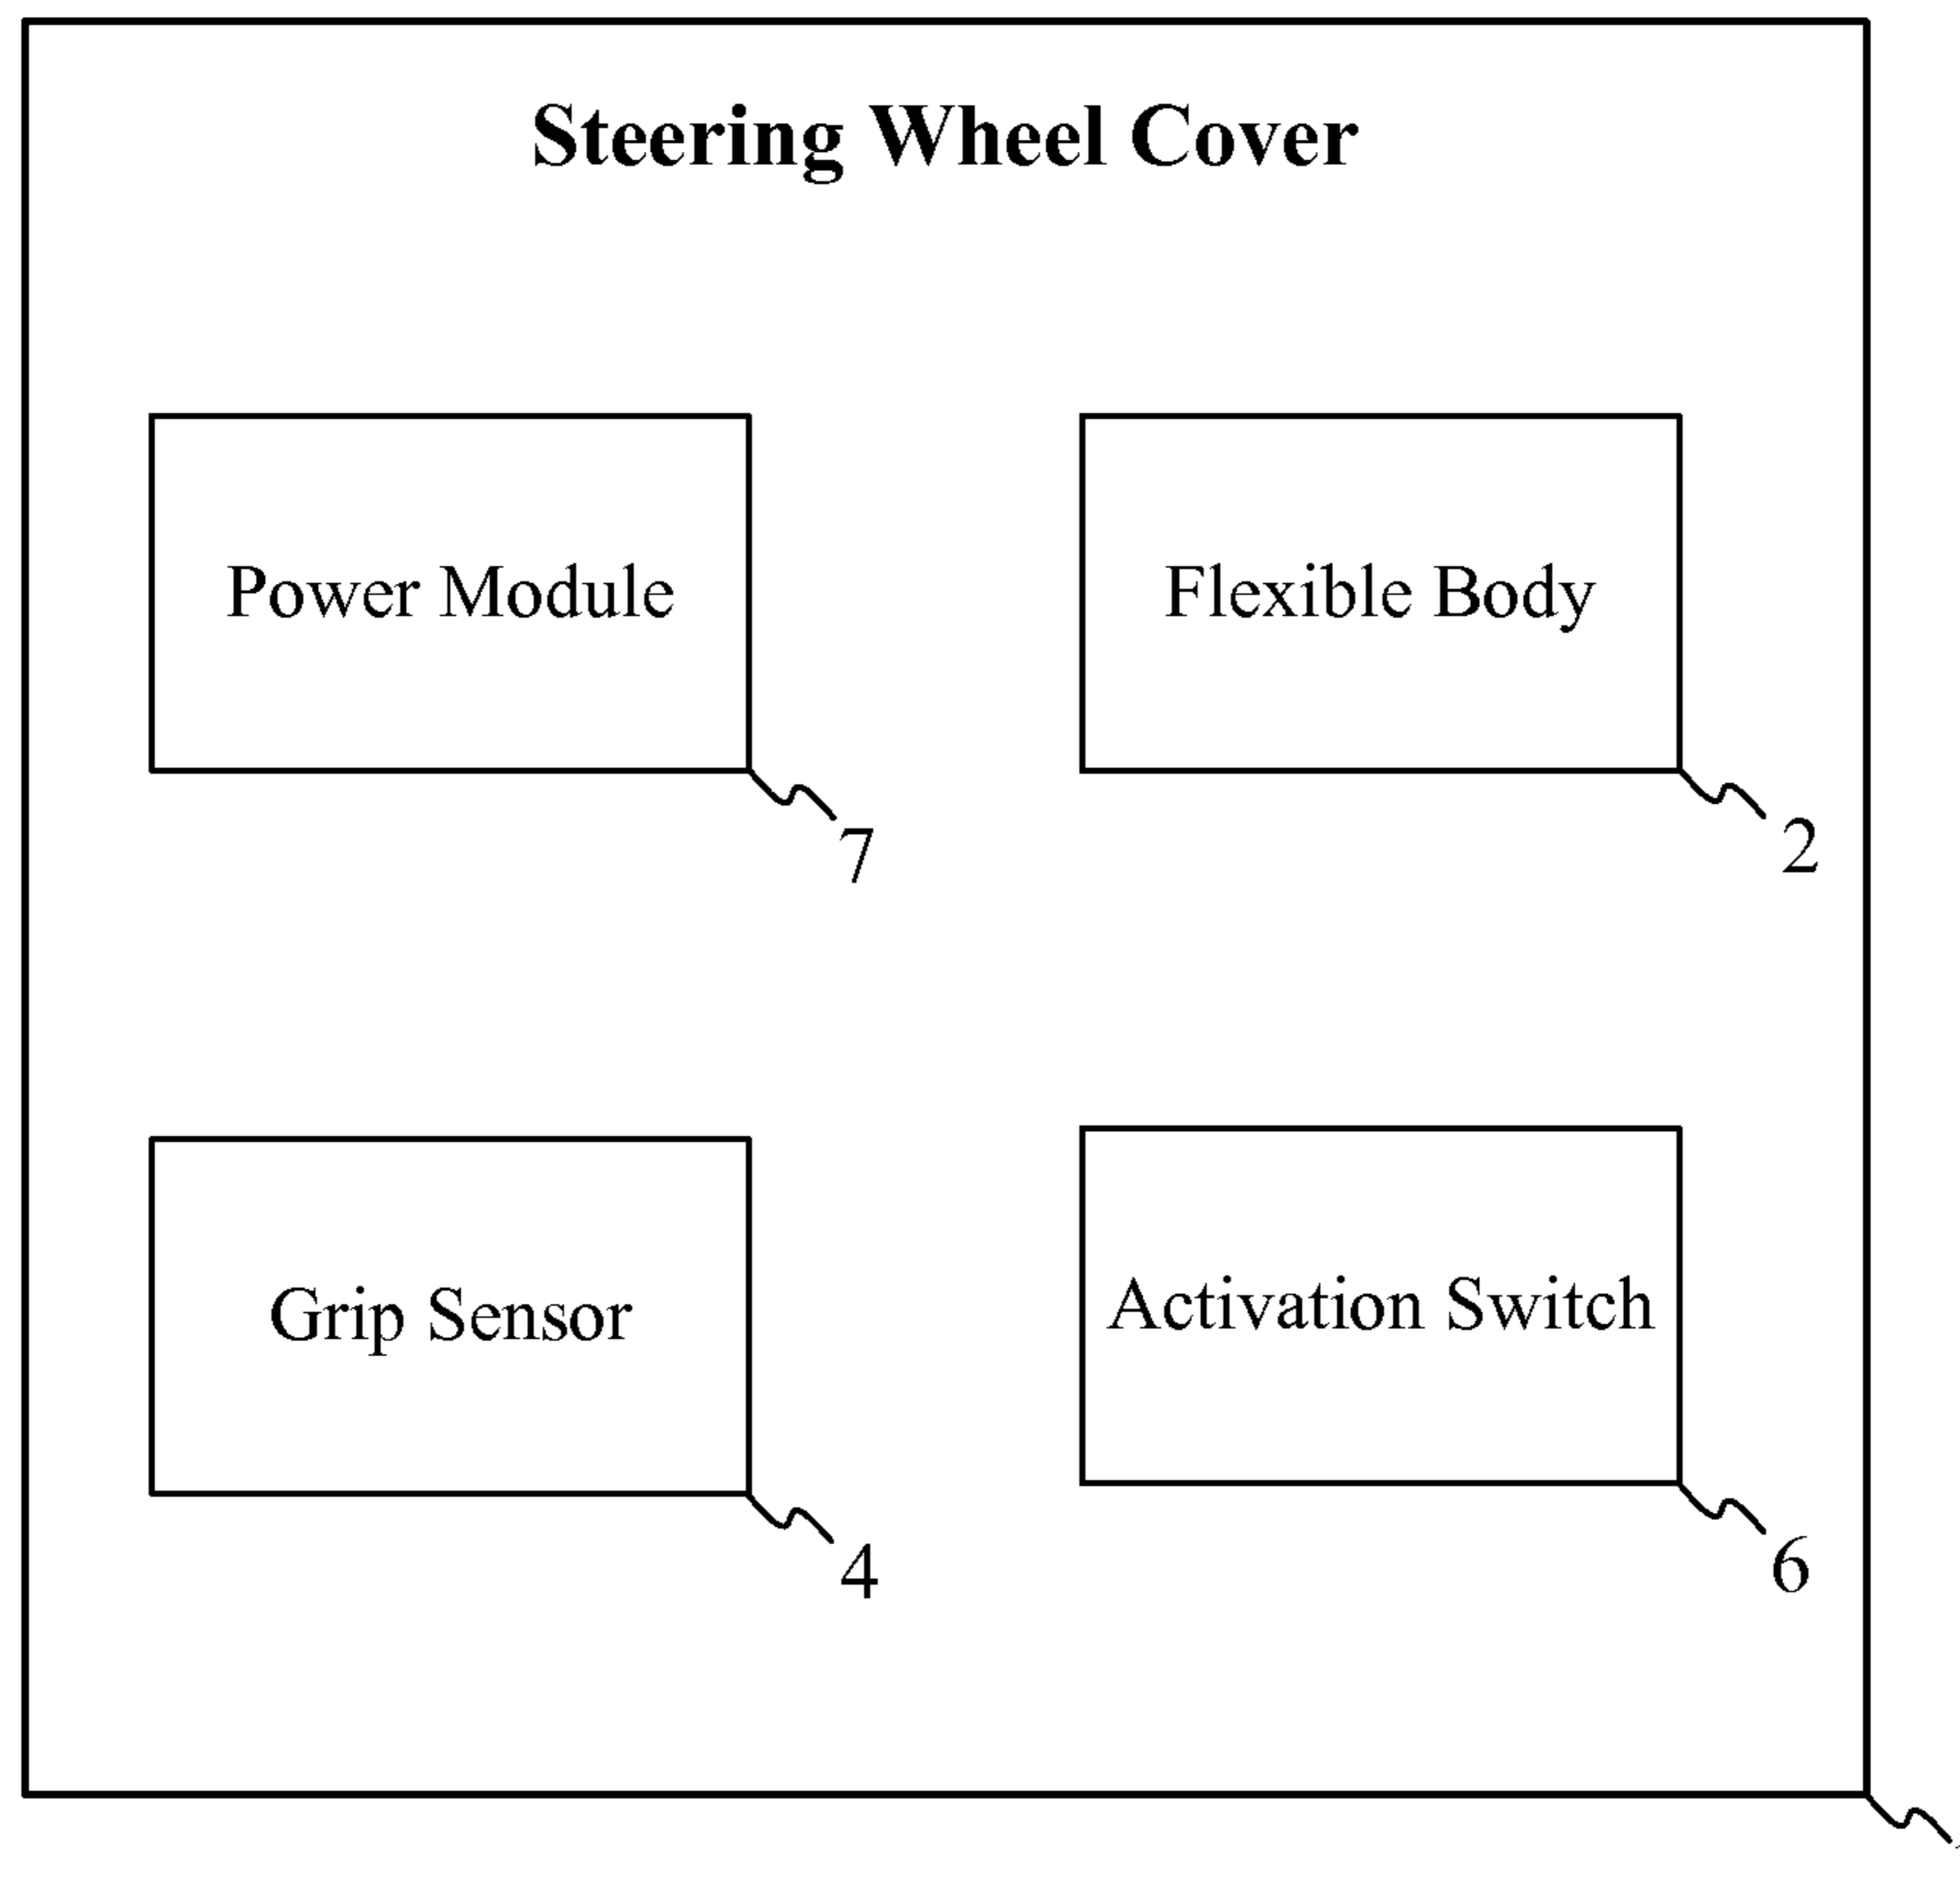 Steering Wheel Cover
Power Module
Flexible Body
7
2
Grip Sensor
Activation Switch
4
6